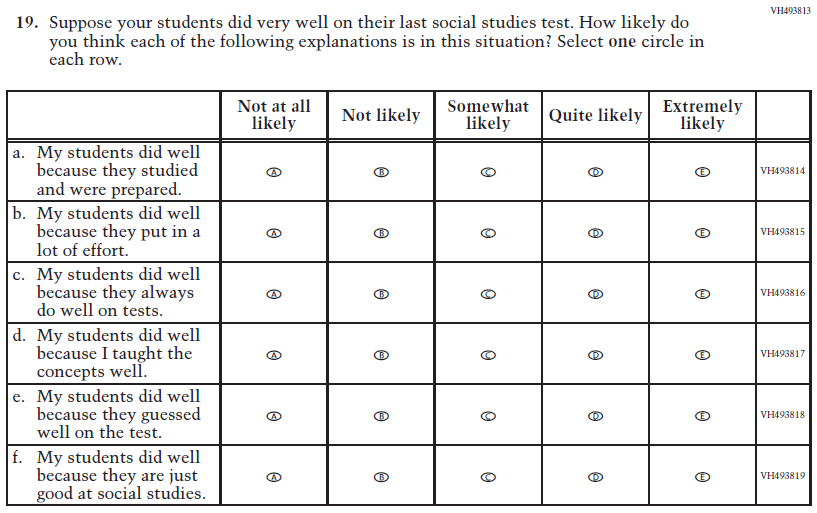 VH493813
19. Suppose your students did very well on their last social studies test. How likely do
you think each of the following explanations is in this situation? Select one circle in
each row.
Not at all
likely
Not likely
Somewhat
likely
Quite likely
Extremely
likely
a. My students did well
because they studied
and were prepared.
A B C D E VH493814
b. My students did well
because they put in a
lot of effort.
A B C D E VH493815
c. My students did well
because they always
do well on tests.
A B C D E VH493816
d. My students did well
because I taught the
concepts well.
A B C D E VH493817
e. My students did well
because they guessed
well on the test.
A B C D E VH493818
f. My students did well
because they are just
good at social studies.
A B C D E VH493819